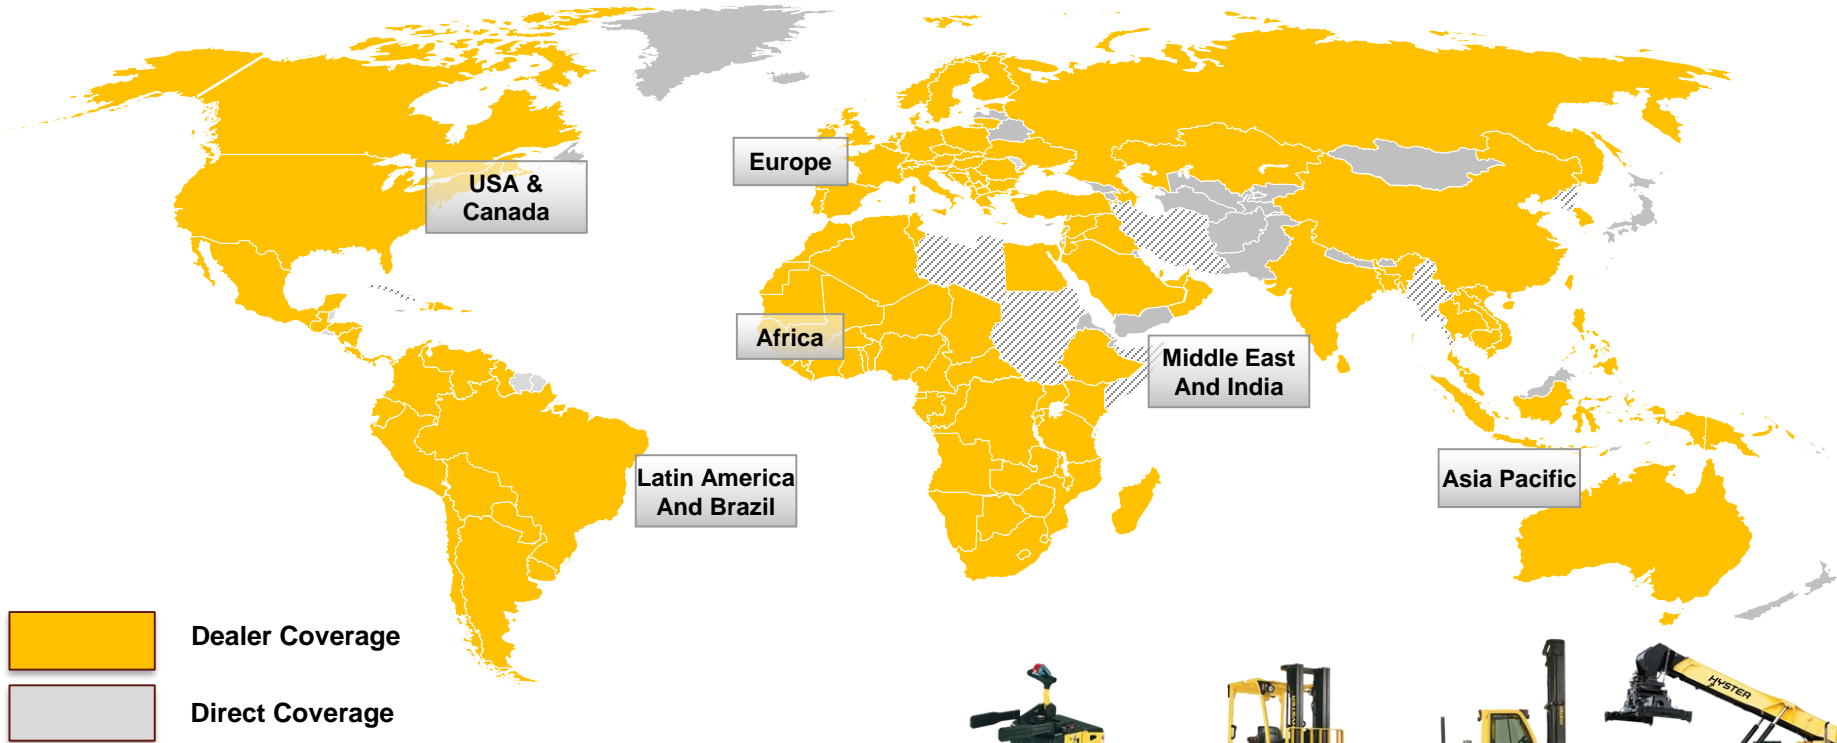 Europe
USA &
Canada
Africa
Middle East
And India
Latin America
And Brazil
Asia Pacific
Dealer Coverage
Direct Coverage
HYSTER
HYSTER